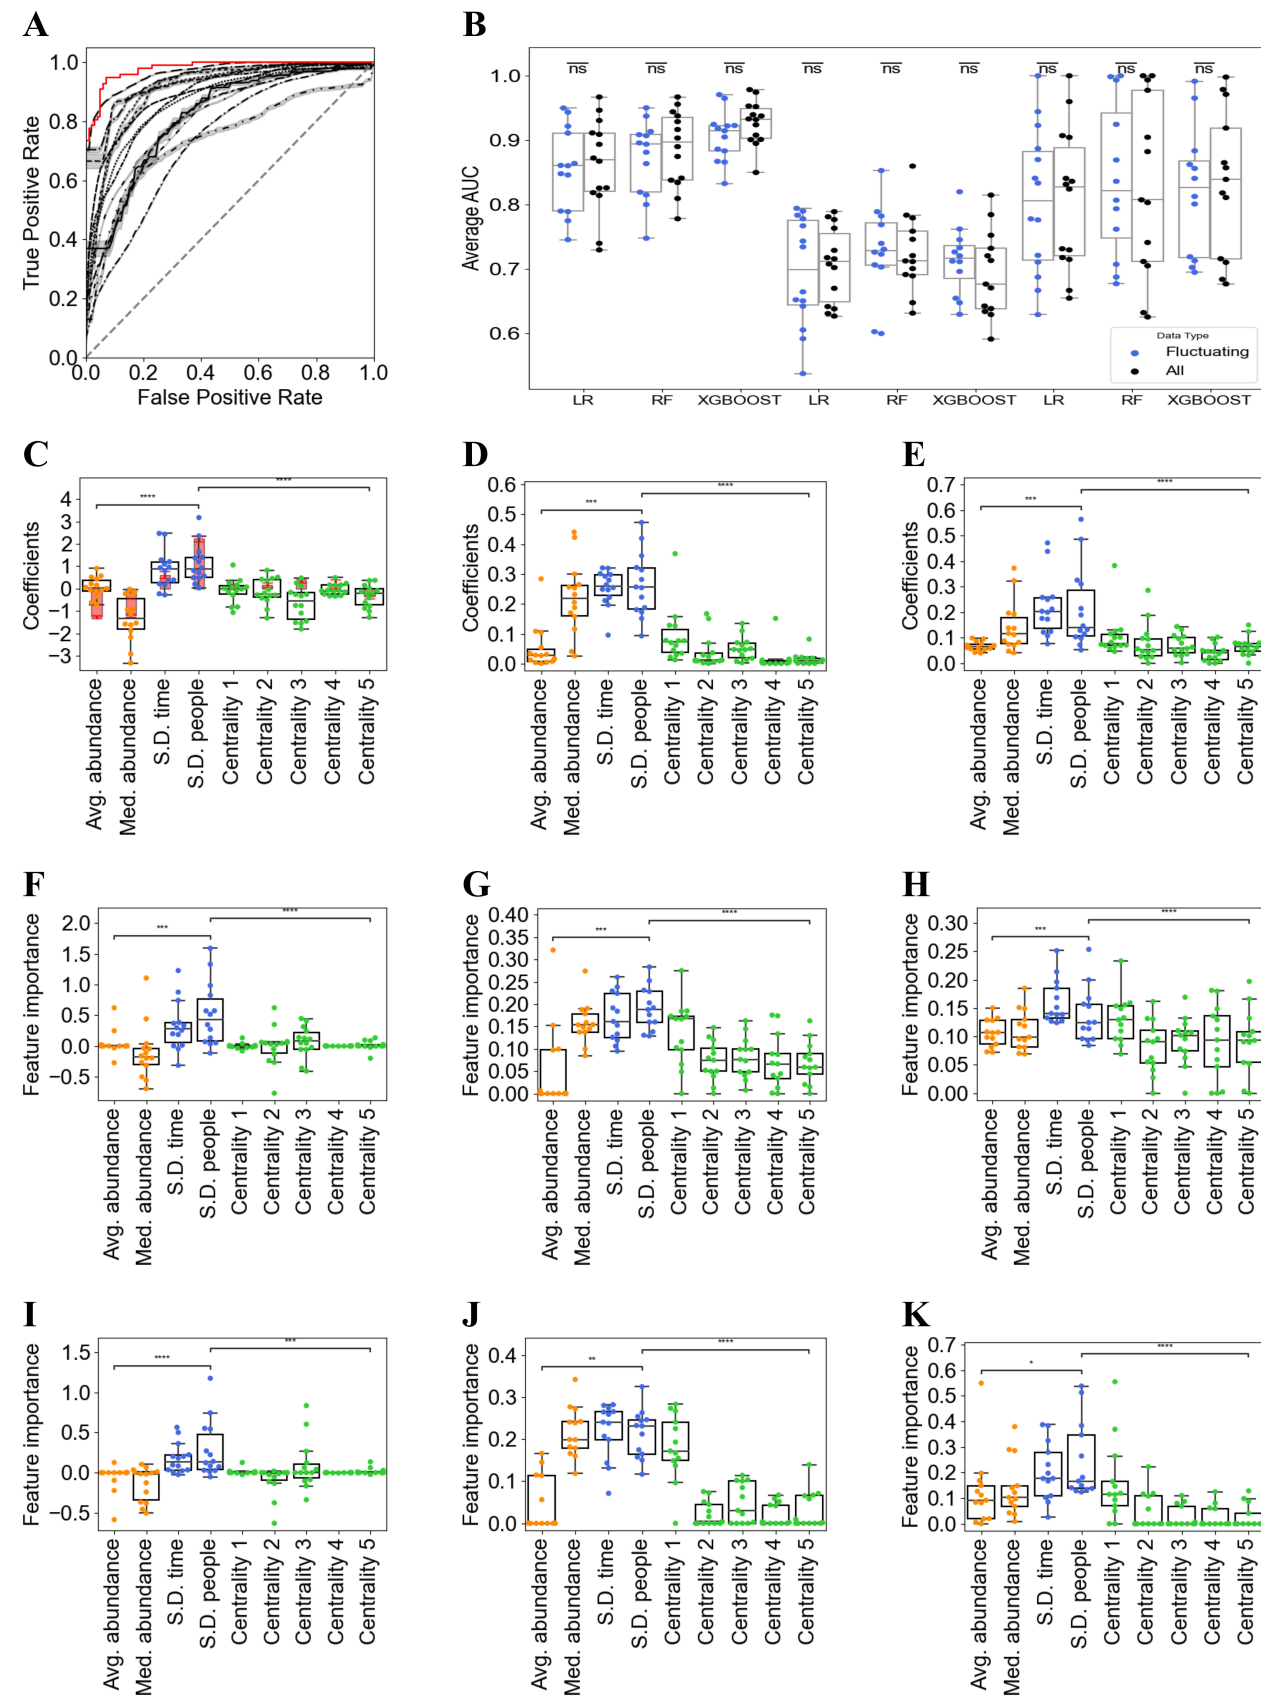 A
B
1.0
0.8
0.6
0.4
0.2
0.0
True Positive Rate
0.0 0.2 0.4 0.6 0.8 1.0
False Positive Rate
ns ns ns ns ns ns ns ns ns
1.0
0.9
0.8
0.7
0.6
Average AUC
Data Type
Fluctuating
All
LR RF XGBOOST LR RF XGBOOST LR RF XGBOOST
C
D
E
**** ****
4
3
2
1
0
−1
−2
−3
Coefficients
Avg. abundance
Med. abundance
S.D. time
S.D. people
Centrality 1
Centrality 2
Centrality 3
Centrality 4
Centrality 5
*** ****
0.6
0.5
0.4
0.3
0.2
0.1
0.0
Coefficients
Avg. abundance
Med. abundance
S.D. time
S.D. people
Centrality 1
Centrality 2
Centrality 3
Centrality 4
Centrality 5
*** ****
0.7
0.6
0.5
0.4
0.3
0.2
0.1
0.0
Coefficients
Avg. abundance
Med. abundance
S.D. time
S.D. people
Centrality 1
Centrality 2
Centrality 3
Centrality 4
Centrality 5
F
G
H
*** ****
2.0
1.5
1.0
0.5
0.0
−0.5
Feature importance
Avg. abundance
Med. abundance
S.D. time
S.D. people
Centrality 1
Centrality 2
Centrality 3
Centrality 4
Centrality 5
*** ****
0.40
0.35
0.30
0.25
0.20
0.15
0.10
0.05
0.00
Feature importance
Avg. abundance
Med. abundance
S.D. time
S.D. people
Centrality 1
Centrality 2
Centrality 3
Centrality 4
Centrality 5
*** ****
0.30
0.25
0.20
0.15
0.10
0.05
0.00
Feature importance
Avg. abundance
Med. abundance
S.D. time
S.D. people
Centrality 1
Centrality 2
Centrality 3
Centrality 4
Centrality 5
I
J
K
**** ***
1.5
1.0
0.5
0.0
−0.5
Feature importance
Avg. abundance
Med. abundance
S.D. time
S.D. people
Centrality 1
Centrality 2
Centrality 3
Centrality 4
Centrality 5
** ****
0.4
0.3
0.2
0.1
0.0
Feature importance
Avg. abundance
Med. abundance
S.D. time
S.D. people
Centrality 1
Centrality 2
Centrality 3
Centrality 4
Centrality 5
* ****
0.7
0.6
0.5
0.4
0.3
0.2
0.1
0.0
Feature importance
Avg. abundance
Med. abundance
S.D. time
S.D. people
Centrality 1
Centrality 2
Centrality 3
Centrality 4
Centrality 5